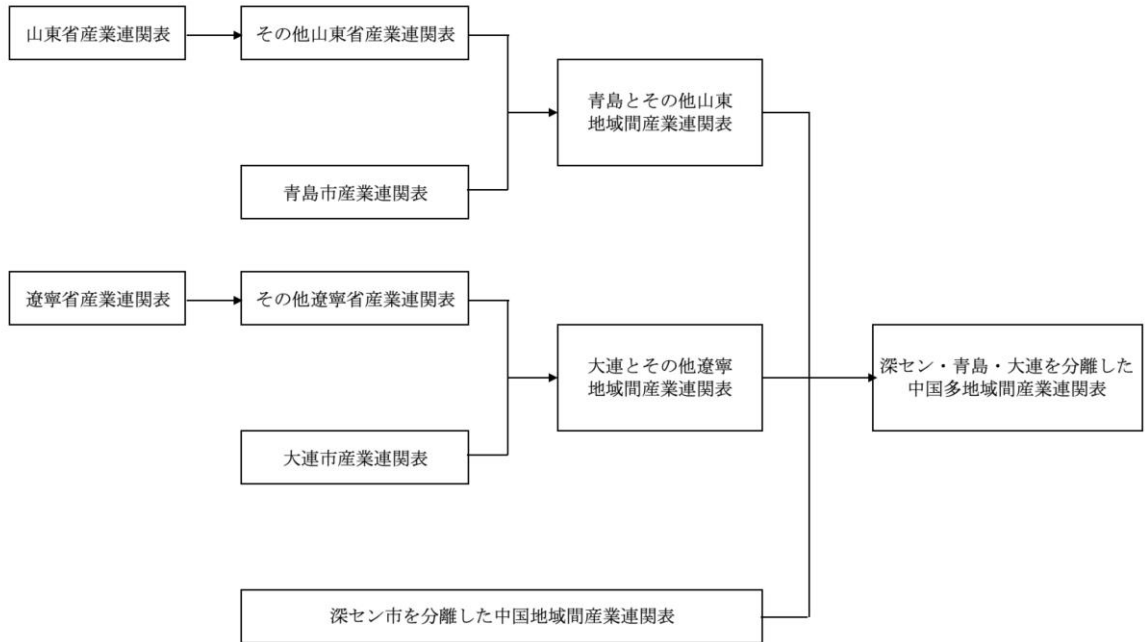 山東省産業連関表
その他山東省産業連関表
青島とその他山東
地域間産業連関表
青島市産業連関表
遼寧省産業連関表
その他遼寧省産業連関表
大連とその他遼寧
地域間産業連関表
深セン・青島・大連を分離した
中国多地域間産業連関表
大連市産業連関表
深セン市を分離した中国地域間産業連関表